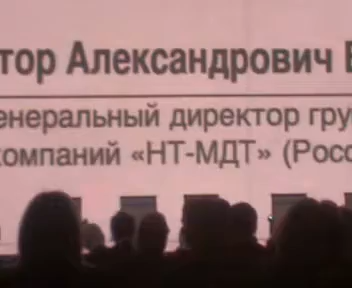 тор Александрович Б
енеральный директор гру
компаний «НТ-МДТ» (Росс